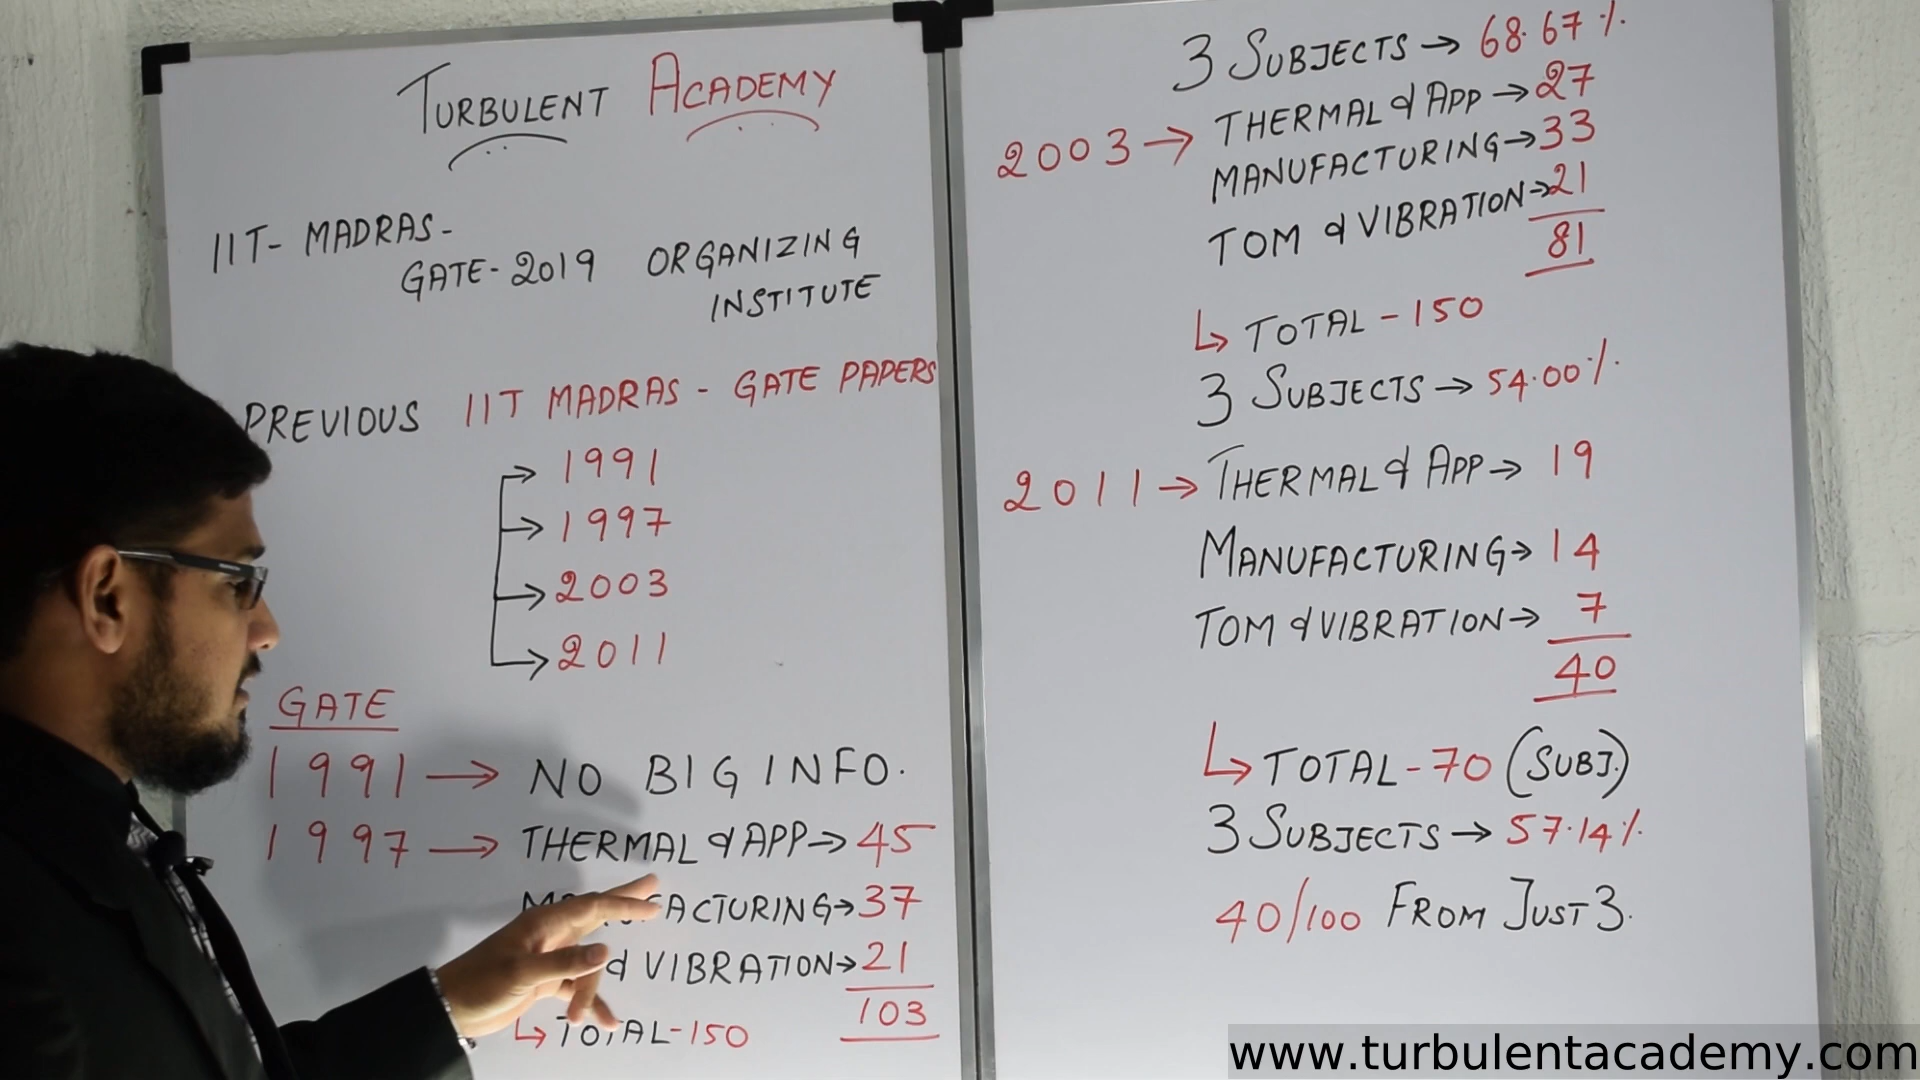 TURBULENT ACADEMY
IIT- MADRAS-
GATE-2019 ORGANIZING
INSTITUTE
PREVIOUS IIT MADRAS - GATE PAPERS
→ 1991
→ 1997
→ 2003
→ 2011
GATE
1991 → NO BIG INFO.
1997 → THERMAL & APP → 45
MANUFACTURING → 37
& VIBRATION → 21
103
↳ TOTAL-150
3 SUBJECTS → 68.67 %.
2003 → THERMAL & APP → 27
MANUFACTURING → 33
TOM & VIBRATION → 21
81
↳ TOTAL - 150
3 SUBJECTS → 54.00 %.
2011 → THERMAL & APP → 19
MANUFACTURING → 14
TOM & VIBRATION → 7
40
↳ TOTAL-70 (SUBJ.)
3 SUBJECTS → 57.14 %.
40/100 FROM JUST 3.
www.turbulentacademy.com